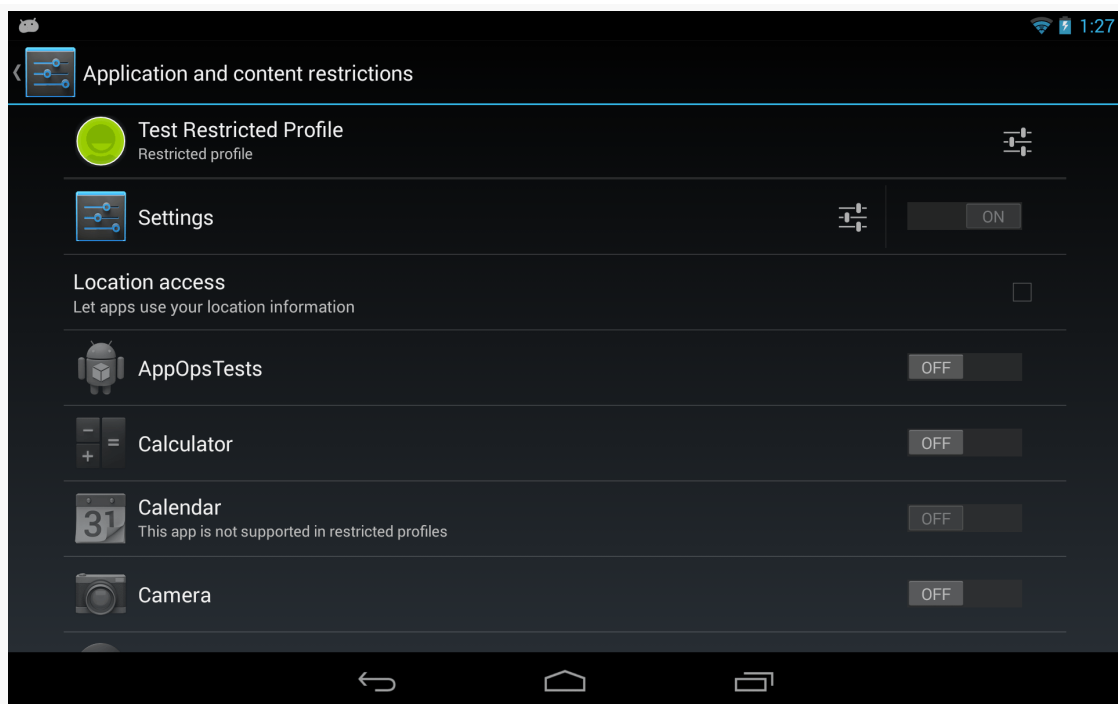 1:27
Application and content restrictions
Test Restricted Profile
Restricted profile
Settings
ON
Location access
Let apps use your location information
AppOpsTests
OFF
Calculator
OFF
31
Calendar
This app is not supported in restricted profiles
OFF
Camera
OFF